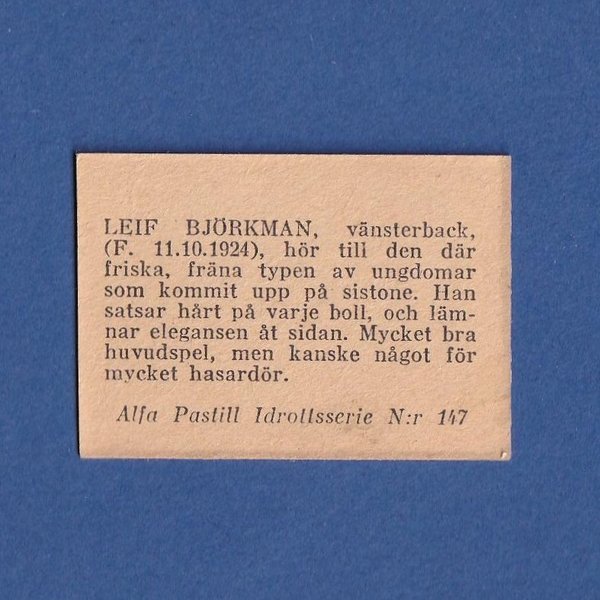 LEIF BJÖRKMAN, vänsterback,
(F. 11.10.1924), hör till den där
friska, fräna typen av ungdomar
som kommit upp på sistone. Han
satsar hårt på varje boll, och läm-
nar elegansen åt sidan. Mycket bra
huvudspel, men kanske något för
mycket hasardör.
Alfa Pastill Idrottsserie N:r 147